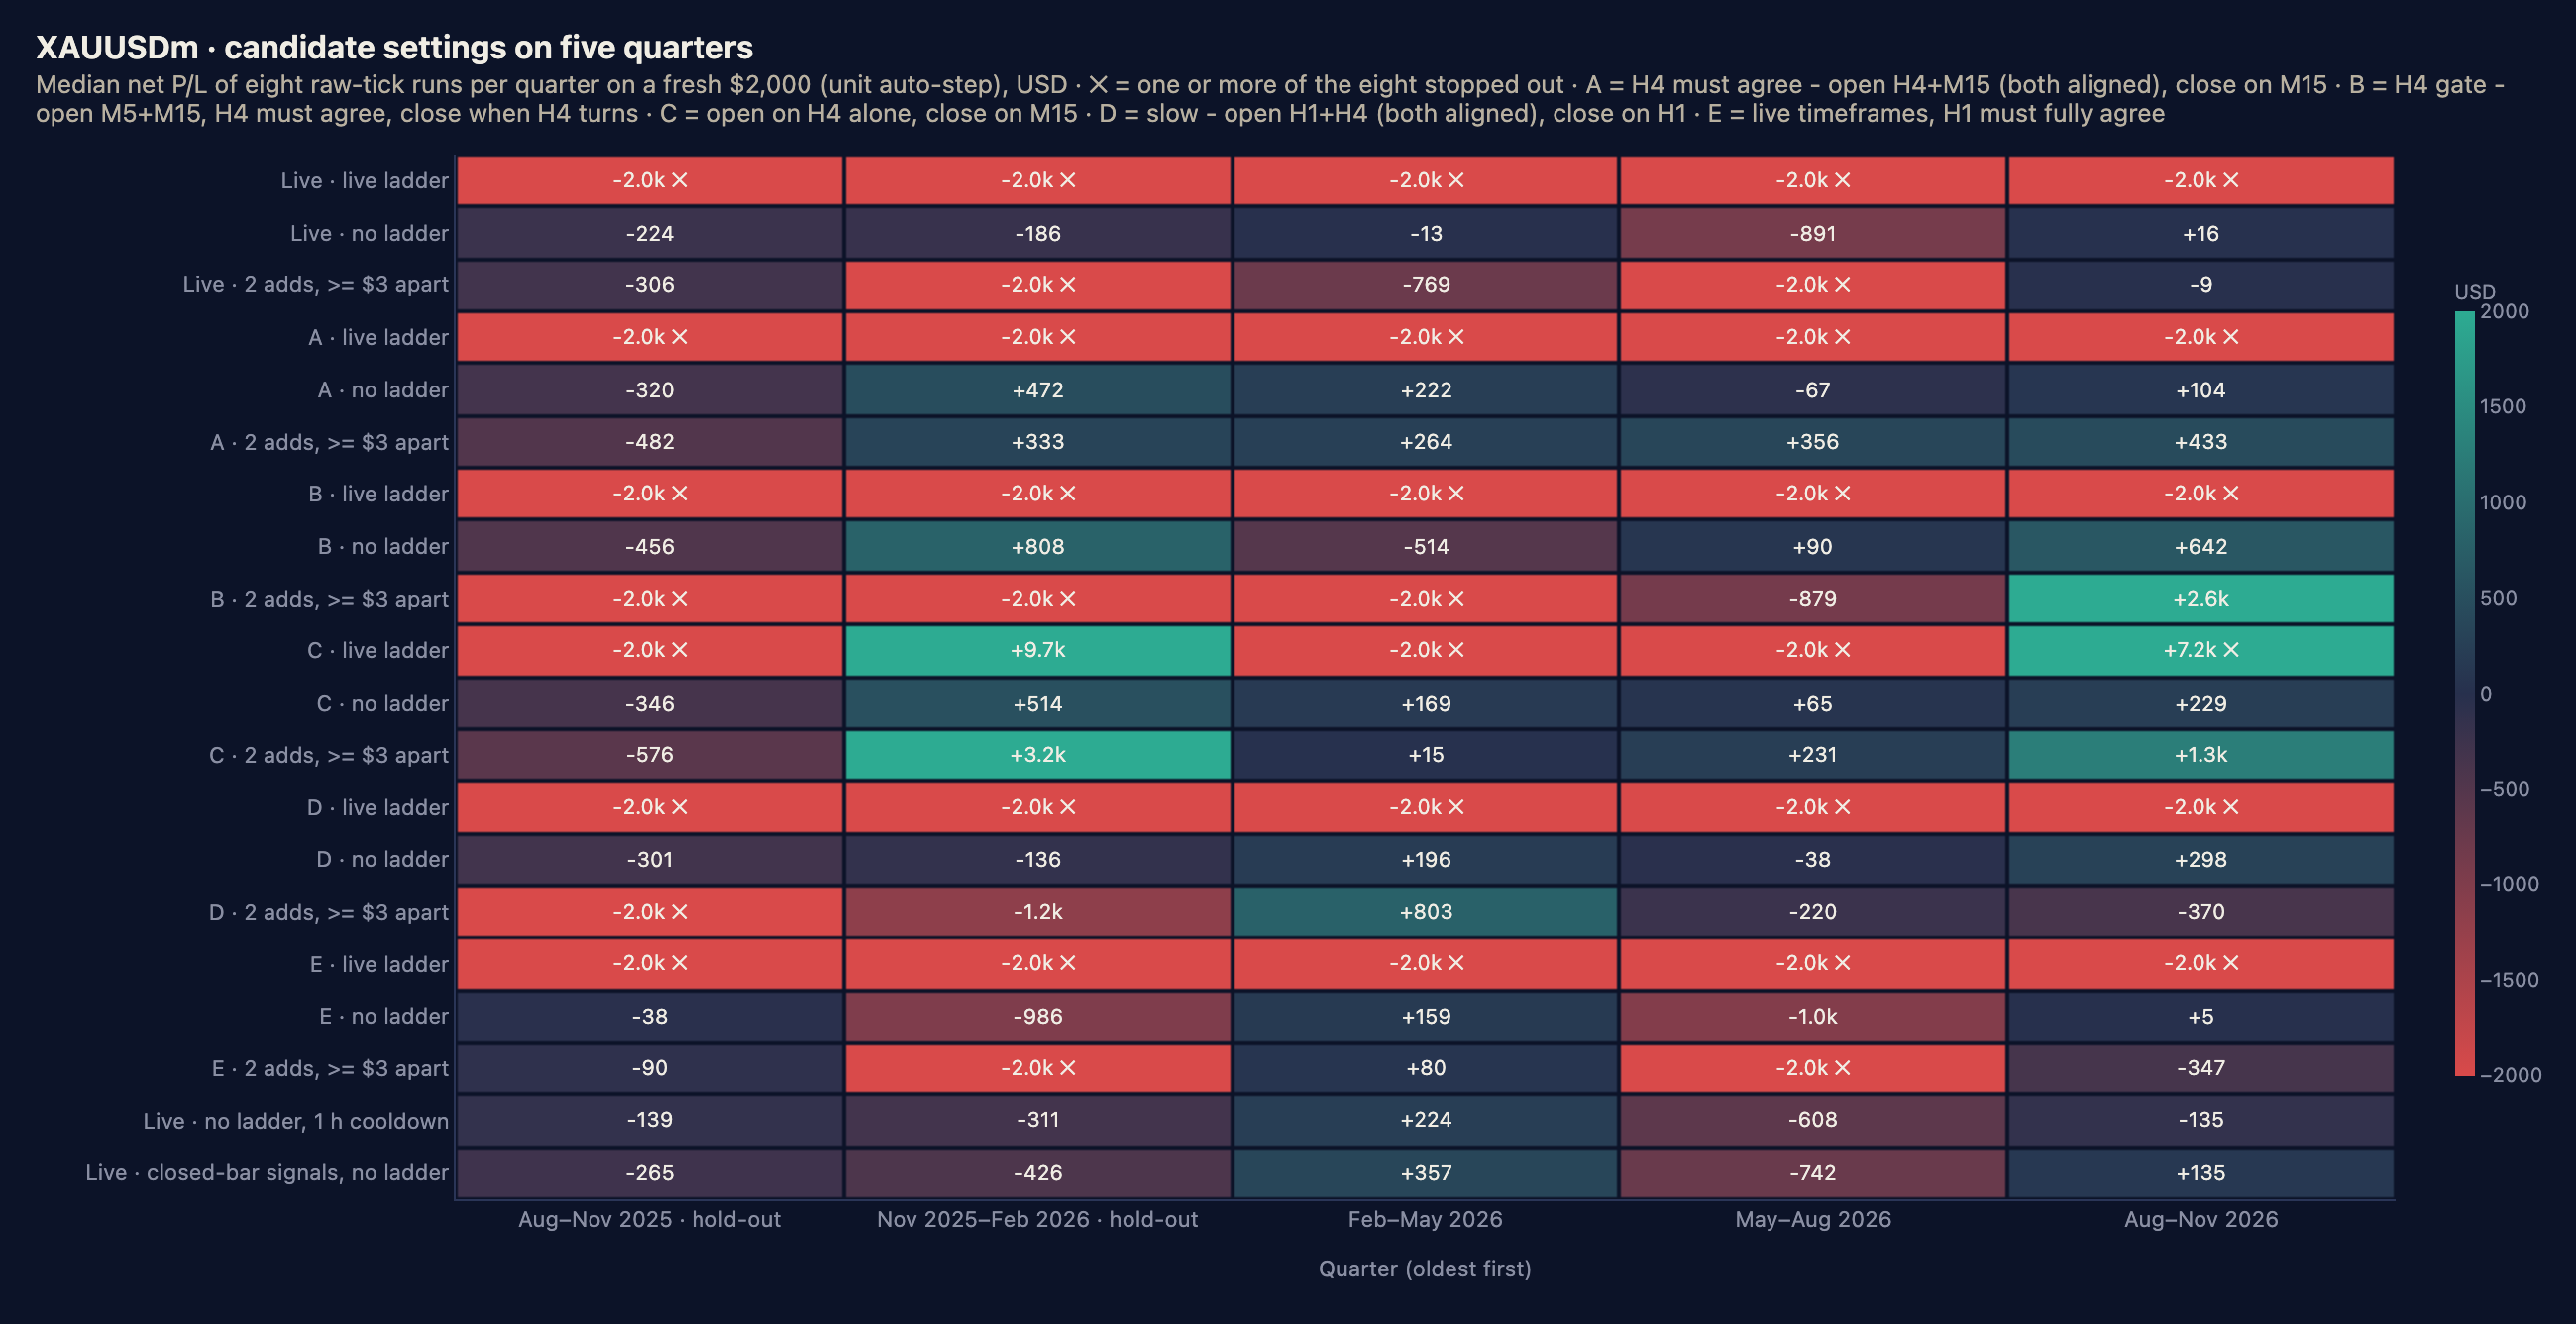 XAUUSDm · candidate settings on five quarters
Median net P/L of eight raw-tick runs per quarter on a fresh $2,000 (unit auto-step), USD · ✕ = one or more of the eight stopped out · A = H4 must agree - open H4+M15 (both aligned), close on M15 · B = H4 gate -
open M5+M15, H4 must agree, close when H4 turns · C = open on H4 alone, close on M15 · D = slow - open H1+H4 (both aligned), close on H1 · E = live timeframes, H1 must fully agree
Live · live ladder -2.0k ✕ -2.0k ✕ -2.0k ✕ -2.0k ✕ -2.0k ✕
Live · no ladder -224 -186 -13 -891 +16
Live · 2 adds, >= $3 apart -306 -2.0k ✕ -769 -2.0k ✕ -9
A · live ladder -2.0k ✕ -2.0k ✕ -2.0k ✕ -2.0k ✕ -2.0k ✕
A · no ladder -320 +472 +222 -67 +104
A · 2 adds, >= $3 apart -482 +333 +264 +356 +433
B · live ladder -2.0k ✕ -2.0k ✕ -2.0k ✕ -2.0k ✕ -2.0k ✕
B · no ladder -456 +808 -514 +90 +642
B · 2 adds, >= $3 apart -2.0k ✕ -2.0k ✕ -2.0k ✕ -879 +2.6k
C · live ladder -2.0k ✕ +9.7k -2.0k ✕ -2.0k ✕ +7.2k ✕
C · no ladder -346 +514 +169 +65 +229
C · 2 adds, >= $3 apart -576 +3.2k +15 +231 +1.3k
D · live ladder -2.0k ✕ -2.0k ✕ -2.0k ✕ -2.0k ✕ -2.0k ✕
D · no ladder -301 -136 +196 -38 +298
D · 2 adds, >= $3 apart -2.0k ✕ -1.2k +803 -220 -370
E · live ladder -2.0k ✕ -2.0k ✕ -2.0k ✕ -2.0k ✕ -2.0k ✕
E · no ladder -38 -986 +159 -1.0k +5
E · 2 adds, >= $3 apart -90 -2.0k ✕ +80 -2.0k ✕ -347
Live · no ladder, 1 h cooldown -139 -311 +224 -608 -135
Live · closed-bar signals, no ladder -265 -426 +357 -742 +135
Aug–Nov 2025 · hold-out Nov 2025–Feb 2026 · hold-out Feb–May 2026 May–Aug 2026 Aug–Nov 2026
Quarter (oldest first)
USD
2000
1500
1000
500
0
−500
−1000
−1500
−2000